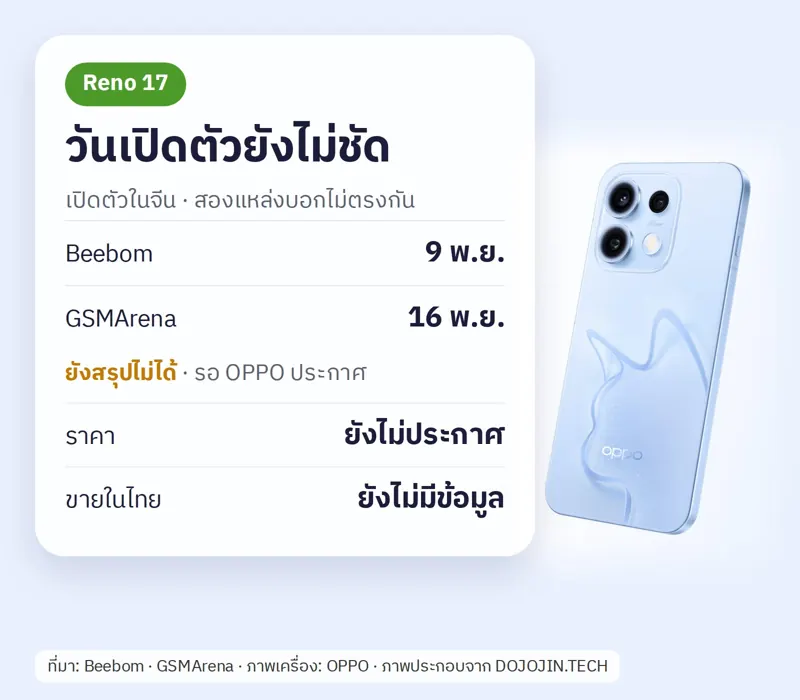 Reno 17
วันเปิดตัวยังไม่ชัด
เปิดตัวในจีน · สองแหล่งบอกไม่ตรงกัน
Beebom 9 พ.ย.
GSMArena 16 พ.ย.
ยังสรุปไม่ได้ · รอ OPPO ประกาศ
ราคา ยังไม่ประกาศ
ขายในไทย ยังไม่มีข้อมูล
oppo
ที่มา: Beebom · GSMArena · ภาพเครื่อง: OPPO · ภาพประกอบจาก DOJOJIN.TECH